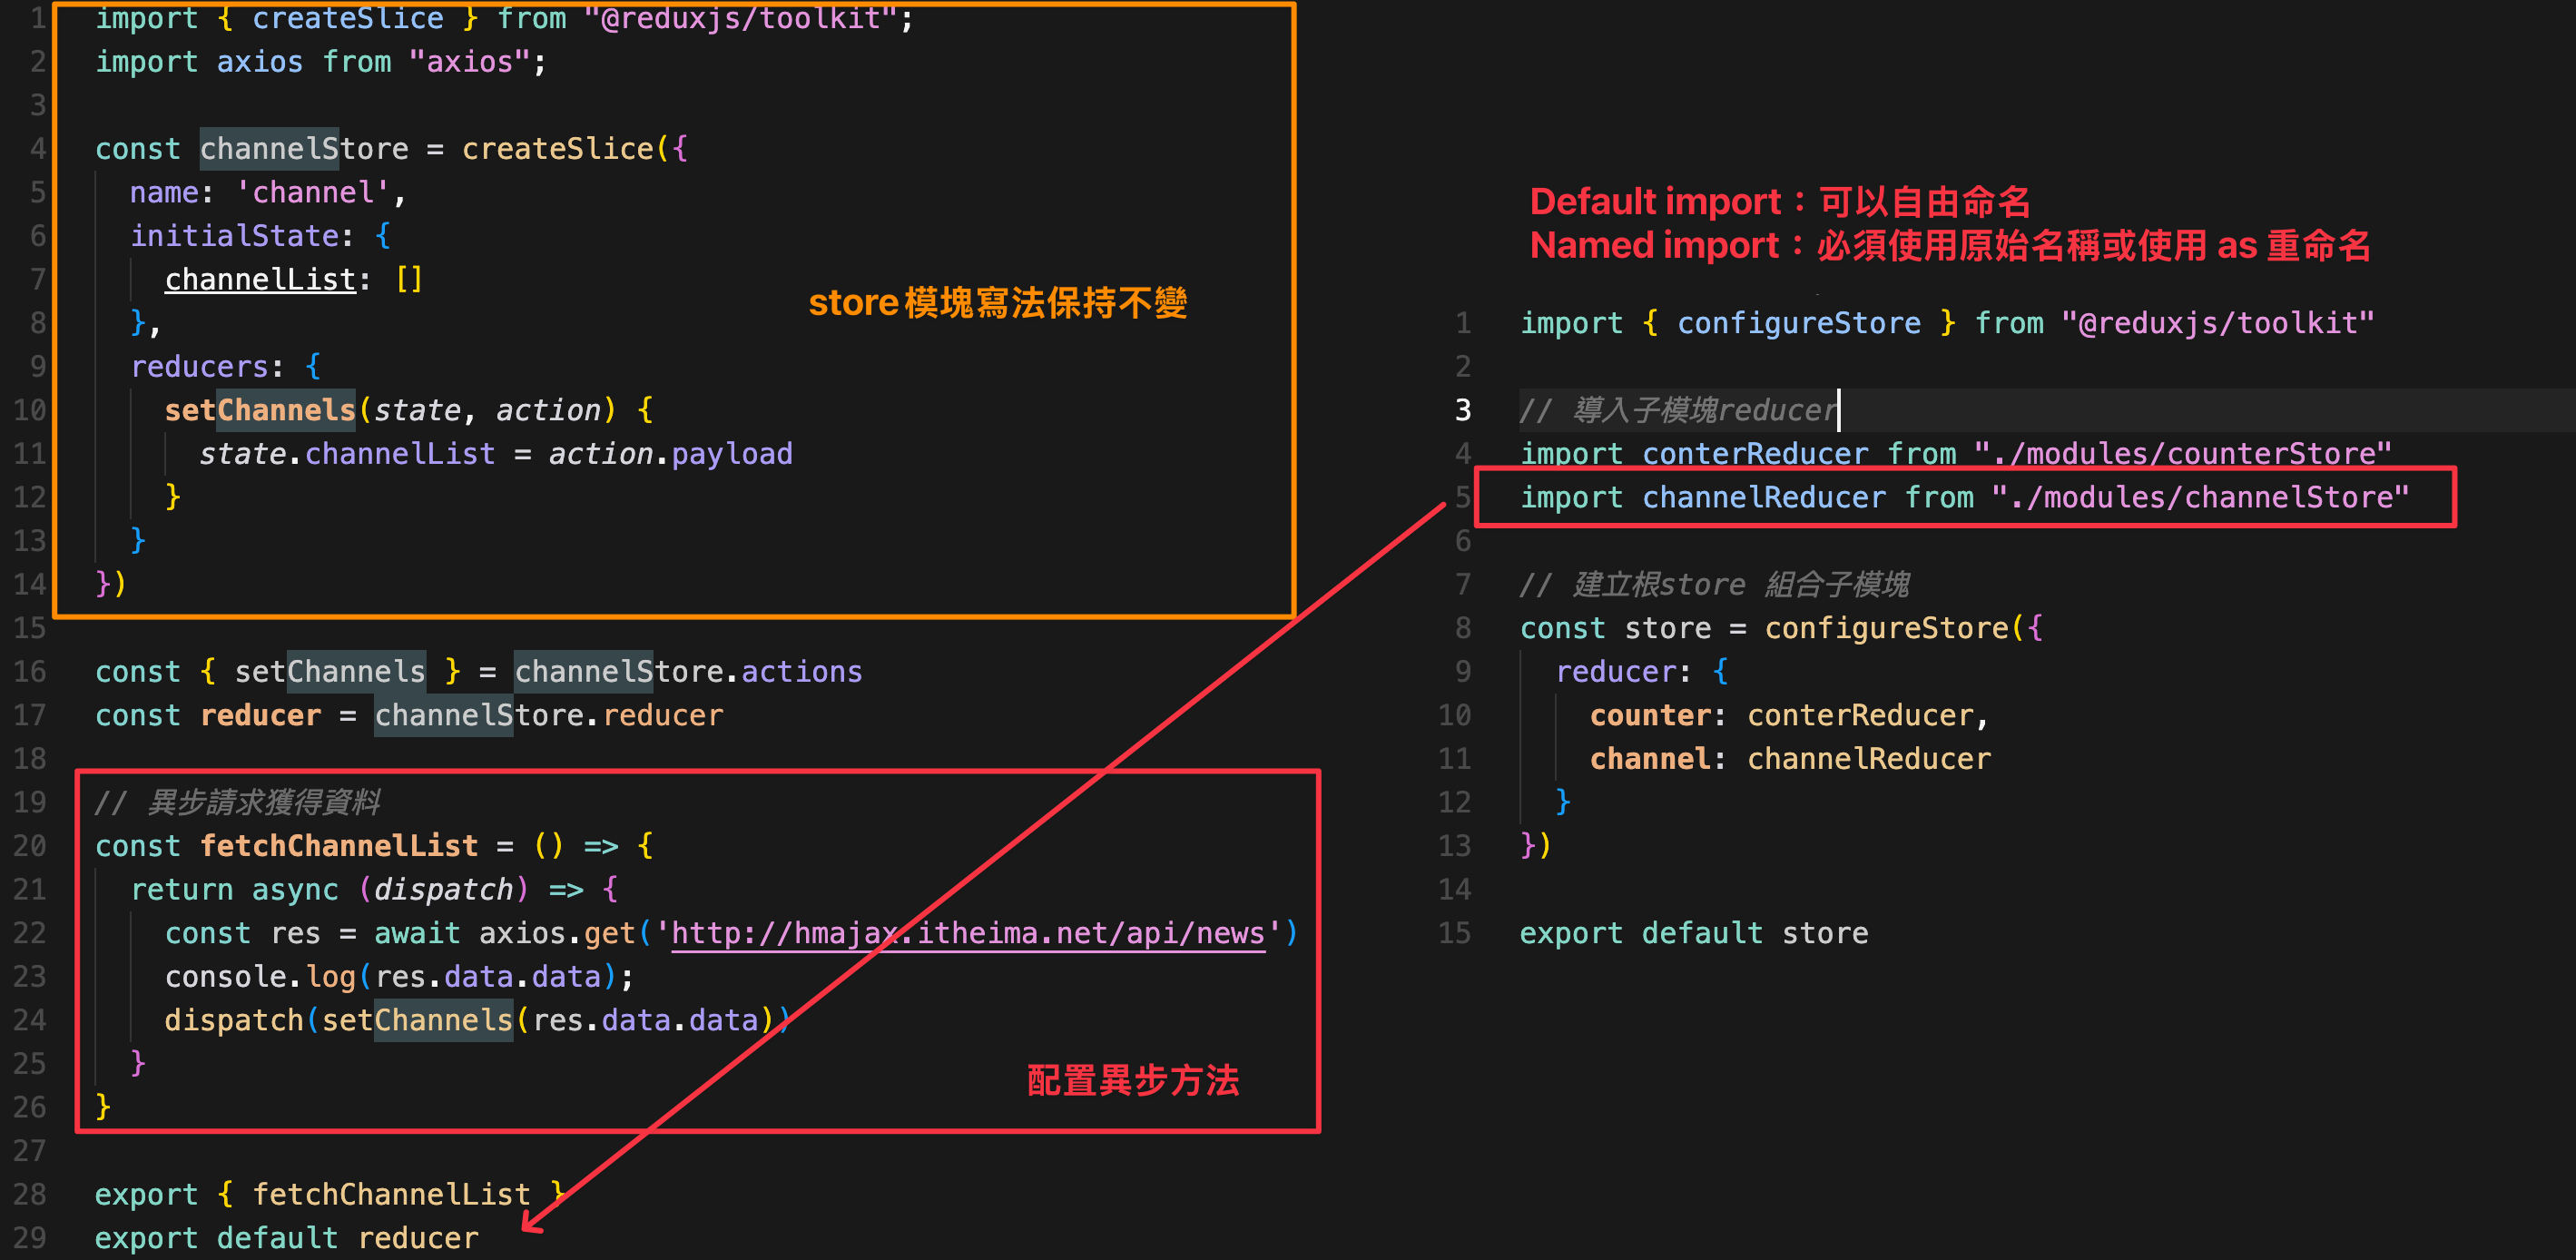 1 import { createSlice } from "@reduxjs/toolkit";
2 import axios from "axios";
3
4 const channelStore = createSlice({
5 name: 'channel',
6 initialState: {
7 channelList: []
8 },
9 reducers: {
10 setChannels(state, action) {
11 state.channelList = action.payload
12 }
13 }
14 })
15
16 const { setChannels } = channelStore.actions
17 const reducer = channelStore.reducer
18
19 // 異步請求獲得資料
20 const fetchChannelList = () => {
21 return async (dispatch) => {
22 const res = await axios.get('http://hmajax.itheima.net/api/news')
23 console.log(res.data.data);
24 dispatch(setChannels(res.data.data))
25 }
26 }
27
28 export { fetchChannelList }
29 export default reducer
store模塊寫法保持不變
配置異步方法
Default import：可以自由命名
Named import：必須使用原始名稱或使用 as 重命名
1 import { configureStore } from "@reduxjs/toolkit"
2
3 // 導入子模塊reducer
4 import conterReducer from "./modules/counterStore"
5 import channelReducer from "./modules/channelStore"
6
7 // 建立根store 組合子模塊
8 const store = configureStore({
9 reducer: {
10 counter: conterReducer,
11 channel: channelReducer
12 }
13 })
14
15 export default store